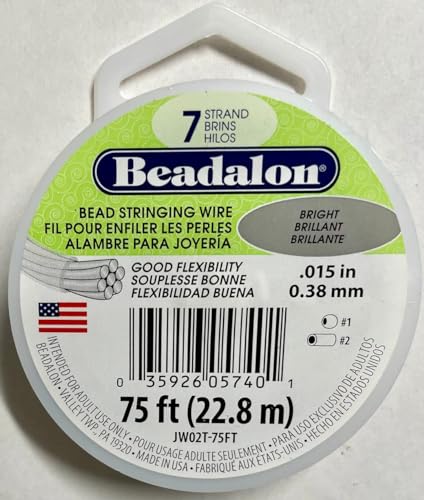 7 STRAND
BRINS
HILOS
Beadalon®
BEAD STRINGING WIRE
FIL POUR ENFILER LES PERLES
ALAMBRE PARA JOYERÍA
BRIGHT
BRILLANT
BRILLANTE
GOOD FLEXIBILITY
SOUPLESSE BONNE
FLEXIBILIDAD BUENA
.015 in
0.38 mm
#1
#2
0 35926 05740 1
75 ft (22.8 m)
JW02T-75FT
INTENDED FOR ADULT USE ONLY • POUR USAGE ADULTE SEULEMENT • PARA USO EXCLUSIVO DE ADULTOS
BEADALON • VALLEY TWP., PA 19320 • MADE IN USA • FABRIQUÉ AUX ÉTATS-UNIS • HECHO EN ESTADOS UNIDOS